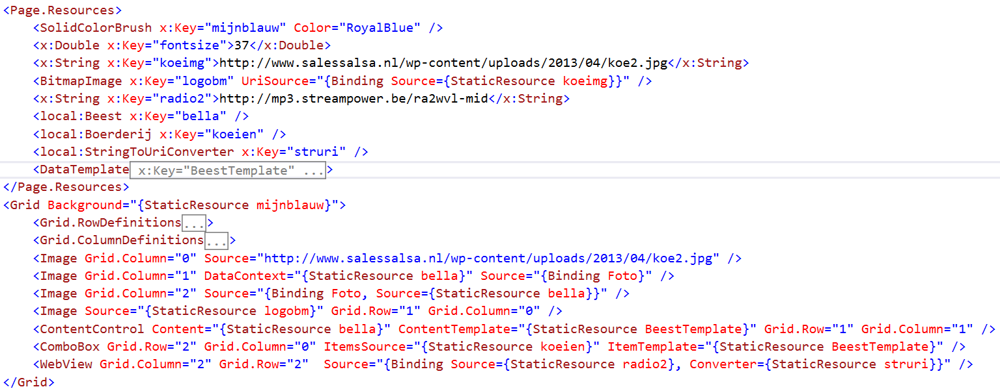 <Page.Resources>
    <SolidColorBrush x:Key="mijnblauw" Color="RoyalBlue" />
    <x:Double x:Key="fontsize">37</x:Double>
    <x:String x:Key="koeimg">http://www.salessalsa.nl/wp-content/uploads/2013/04/koe2.jpg</x:String>
    <BitmapImage x:Key="logobm" UriSource="{Binding Source={StaticResource koeimg}}" />
    <x:String x:Key="radio2">http://mp3.streampower.be/ra2wvl-mid</x:String>
    <local:Beest x:Key="bella" />
    <local:Boerderij x:Key="koeien" />
    <local:StringToUriConverter x:Key="struri" />
    <DataTemplate x:Key="BeestTemplate" ...>
</Page.Resources>
<Grid Background="{StaticResource mijnblauw}">
    <Grid.RowDefinitions...>
    <Grid.ColumnDefinitions...>
    <Image Grid.Column="0" Source="http://www.salessalsa.nl/wp-content/uploads/2013/04/koe2.jpg" />
    <Image Grid.Column="1" DataContext="{StaticResource bella}" Source="{Binding Foto}" />
    <Image Grid.Column="2" Source="{Binding Foto, Source={StaticResource bella}}" />
    <Image Source="{StaticResource logobm}" Grid.Row="1" Grid.Column="0" />
    <ContentControl Content="{StaticResource bella}" ContentTemplate="{StaticResource BeestTemplate}" Grid.Row="1" Grid.Column="1" />
    <ComboBox Grid.Row="2" Grid.Column="0" ItemsSource="{StaticResource koeien}" ItemTemplate="{StaticResource BeestTemplate}" />
    <WebView Grid.Column="2" Grid.Row="2"  Source="{Binding Source={StaticResource radio2}, Converter={StaticResource struri}}" />
</Grid>